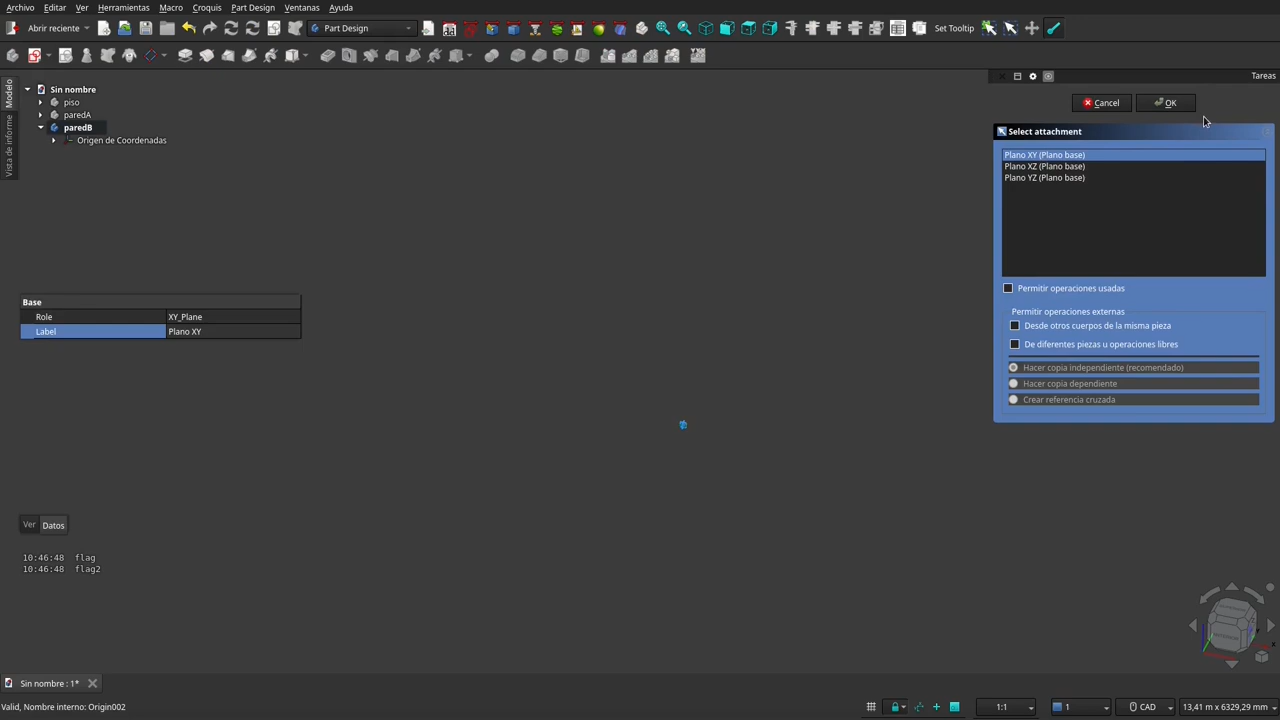 Archivo Editar Ver Herramientas Macro Croquis Part Design Ventanas Ayuda
Abrir reciente Part Design Set Tooltip
Modelo
Vista de informe
Sin nombre
piso
paredA
paredB
Origen de Coordenadas
Tareas
Cancel OK
Select attachment
Plano XY (Plano base)
Plano XZ (Plano base)
Plano YZ (Plano base)
Permitir operaciones usadas
Permitir operaciones externas
Desde otros cuerpos de la misma pieza
De diferentes piezas u operaciones libres
Hacer copia independiente (recomendado)
Hacer copia dependiente
Crear referencia cruzada
Base
Role XY_Plane
Label Plano XY
Ver Datos
10:46:48 flag
10:46:48 flag2
Sin nombre : 1*
Valid, Nombre interno: Origin002 1:1 1 CAD 13,41 m x 6329,29 mm